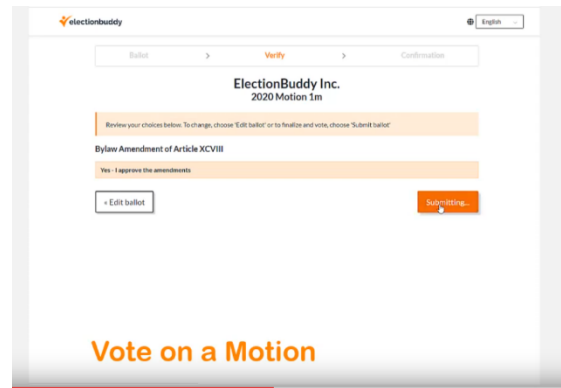 electionbuddy
English
Ballot > Verify > Confirmation
ElectionBuddy Inc.
2020 Motion 1m
Review your choices below. To change, choose 'Edit ballot' or to finalize and vote, choose 'Submit ballot'
Bylaw Amendment of Article XCVIII
Yes - I approve the amendments
‹ Edit ballot
Submitting...
Vote on a Motion